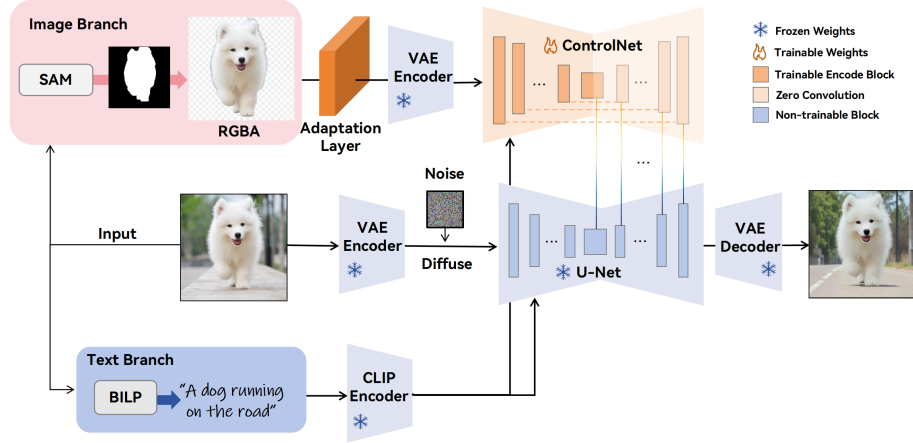 Image Branch
SAM
RGBA
Adaptation
Layer
VAE
Encoder
ControlNet
Frozen Weights
Trainable Weights
Trainable Encode Block
Zero Convolution
Non-trainable Block
...
...
...
Input
VAE
Encoder
Noise
Diffuse
...
...
U-Net
VAE
Decoder
Text Branch
BILP
"A dog running
on the road"
CLIP
Encoder